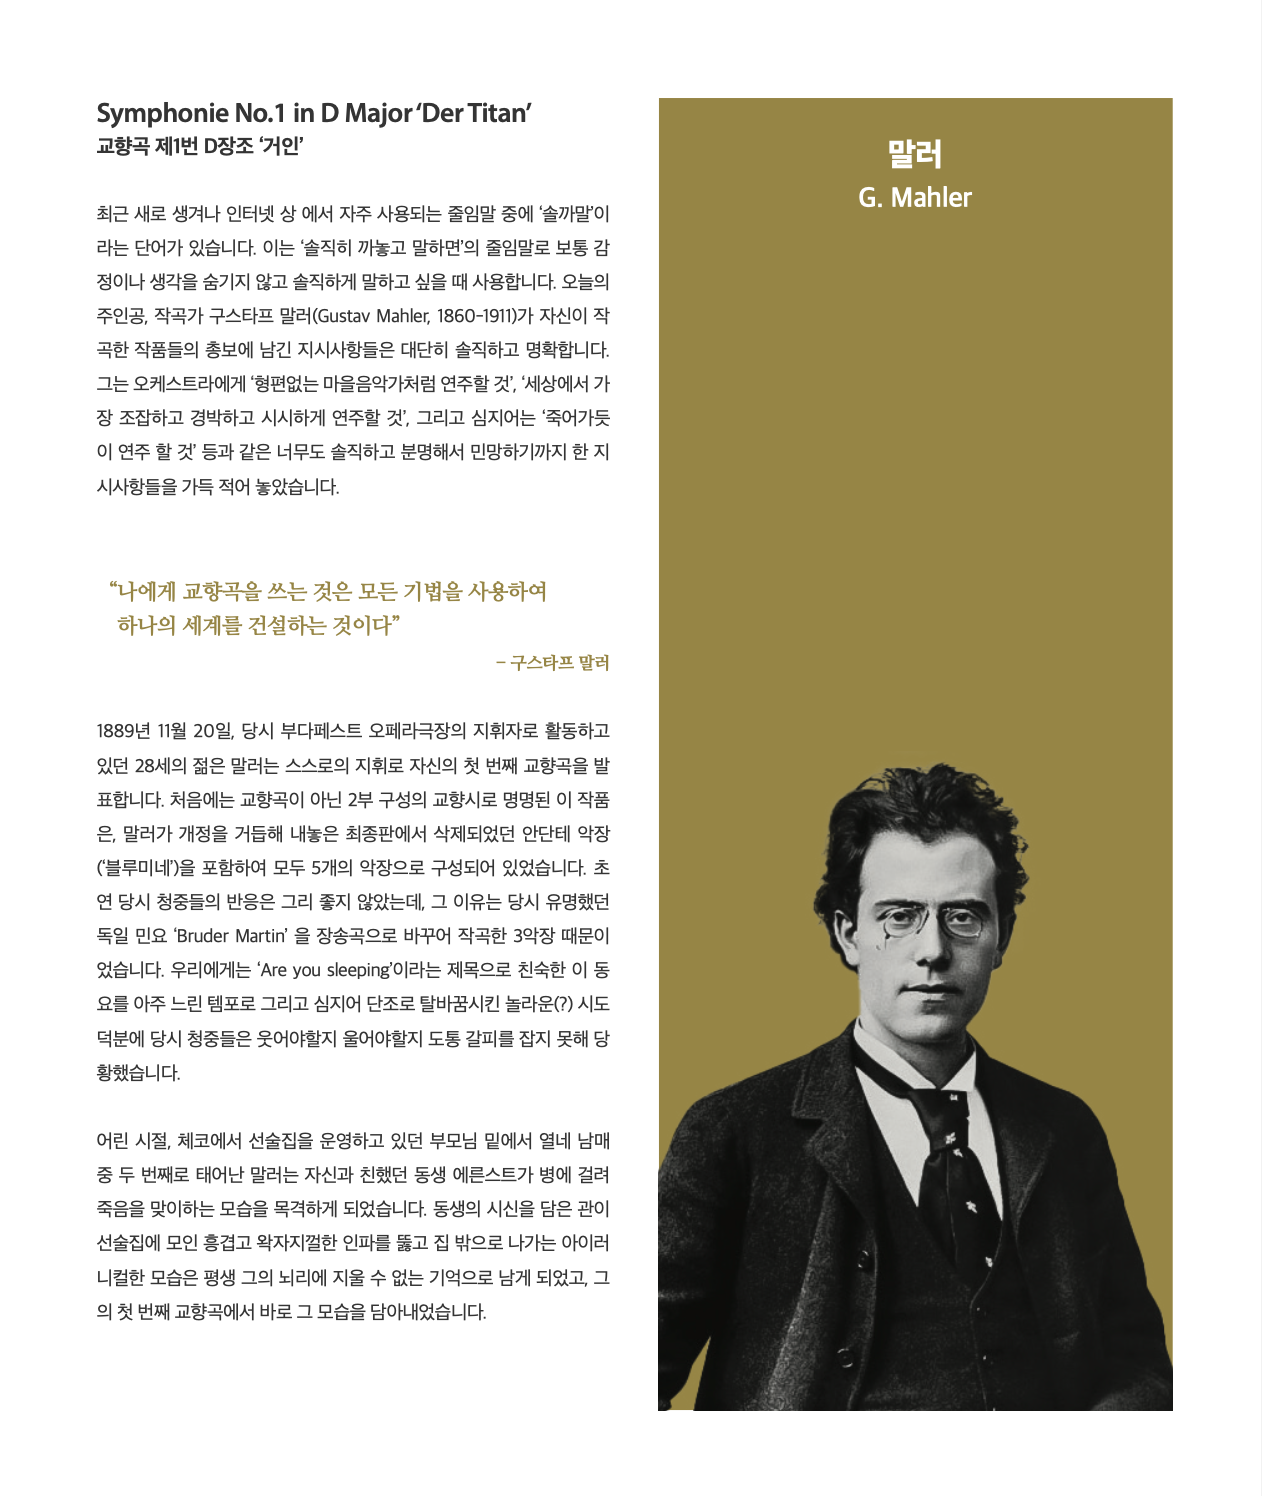 Symphonie No.1 in D Major ‘Der Titan’
교향곡 제1번 D장조 ‘거인’
최근 새로 생겨나 인터넷 상 에서 자주 사용되는 줄임말 중에 ‘솔까말’이
라는 단어가 있습니다. 이는 ‘솔직히 까놓고 말하면’의 줄임말로 보통 감
정이나 생각을 숨기지 않고 솔직하게 말하고 싶을 때 사용합니다. 오늘의
주인공, 작곡가 구스타프 말러(Gustav Mahler, 1860-1911)가 자신이 작
곡한 작품들의 총보에 남긴 지시사항들은 대단히 솔직하고 명확합니다.
그는 오케스트라에게 ‘형편없는 마을음악가처럼 연주할 것’, ‘세상에서 가
장 조잡하고 경박하고 시시하게 연주할 것’, 그리고 심지어는 ‘죽어가듯
이 연주 할 것’ 등과 같은 너무도 솔직하고 분명해서 민망하기까지 한 지
시사항들을 가득 적어 놓았습니다.
“나에게 교향곡을 쓰는 것은 모든 기법을 사용하여
하나의 세계를 건설하는 것이다”
– 구스타프 말러
1889년 11월 20일, 당시 부다페스트 오페라극장의 지휘자로 활동하고
있던 28세의 젊은 말러는 스스로의 지휘로 자신의 첫 번째 교향곡을 발
표합니다. 처음에는 교향곡이 아닌 2부 구성의 교향시로 명명된 이 작품
은, 말러가 개정을 거듭해 내놓은 최종판에서 삭제되었던 안단테 악장
(‘블루미네’)을 포함하여 모두 5개의 악장으로 구성되어 있었습니다. 초
연 당시 청중들의 반응은 그리 좋지 않았는데, 그 이유는 당시 유명했던
독일 민요 ‘Bruder Martin’ 을 장송곡으로 바꾸어 작곡한 3악장 때문이
었습니다. 우리에게는 ‘Are you sleeping’이라는 제목으로 친숙한 이 동
요를 아주 느린 템포로 그리고 심지어 단조로 탈바꿈시킨 놀라운(?) 시도
덕분에 당시 청중들은 웃어야할지 울어야할지 도통 갈피를 잡지 못해 당
황했습니다.
어린 시절, 체코에서 선술집을 운영하고 있던 부모님 밑에서 열네 남매
중 두 번째로 태어난 말러는 자신과 친했던 동생 에른스트가 병에 걸려
죽음을 맞이하는 모습을 목격하게 되었습니다. 동생의 시신을 담은 관이
선술집에 모인 흥겹고 왁자지껄한 인파를 뚫고 집 밖으로 나가는 아이러
니컬한 모습은 평생 그의 뇌리에 지울 수 없는 기억으로 남게 되었고, 그
의 첫 번째 교향곡에서 바로 그 모습을 담아내었습니다.
말러
G. Mahler